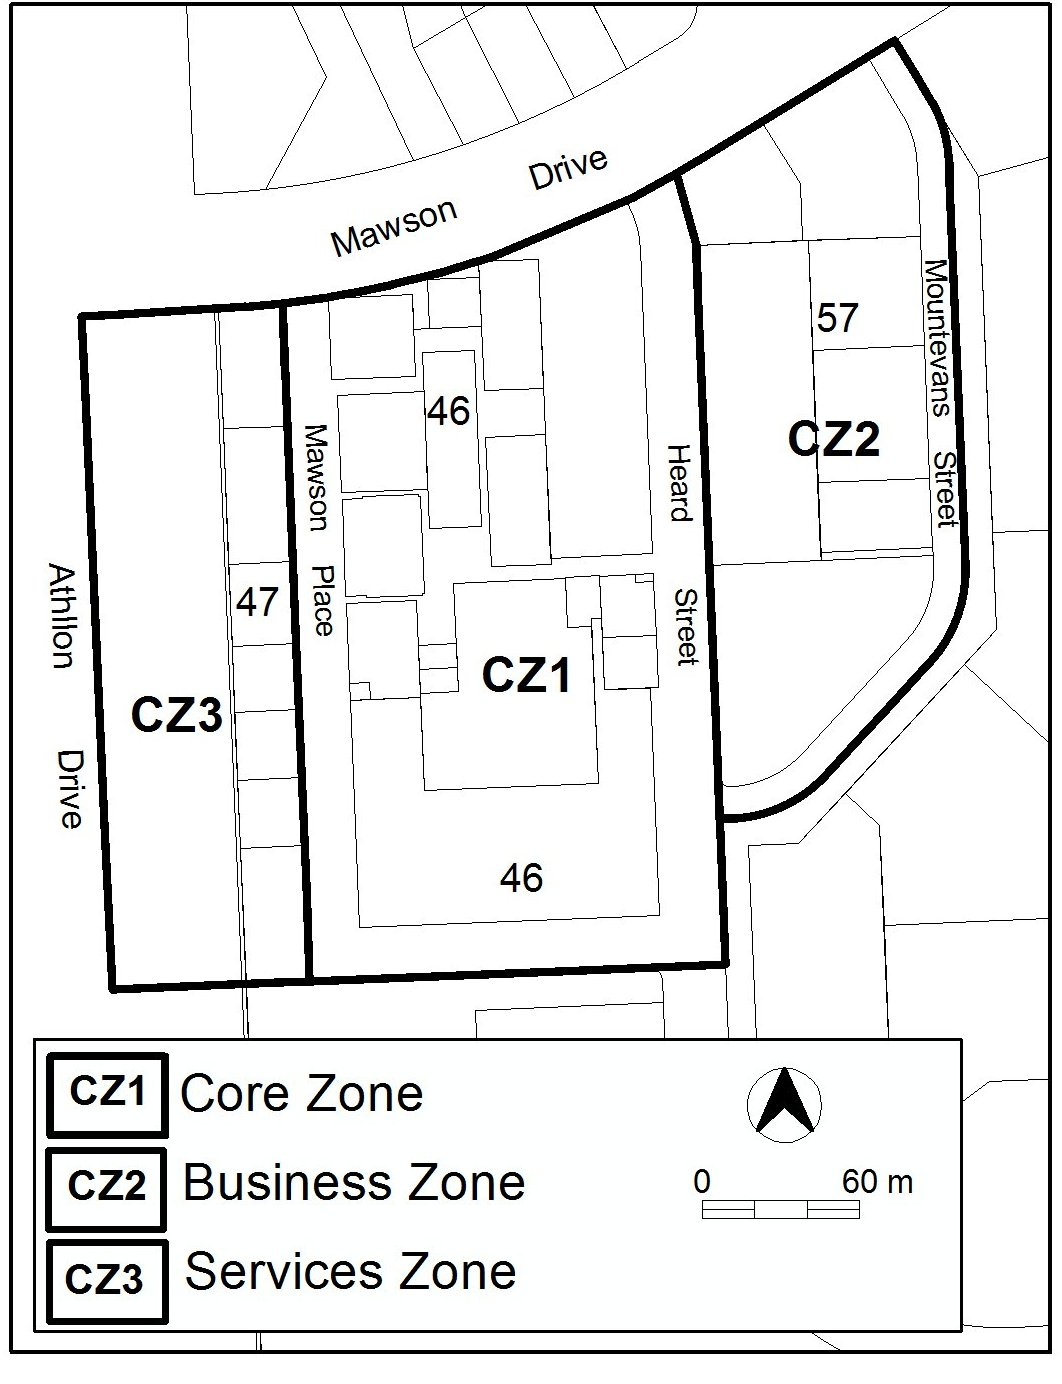 Mawson Drive
57
Mountevans Street
46
CZ2
Mawson Place
Heard Street
Athllon Drive
47
CZ1
CZ3
46
CZ1 Core Zone
CZ2 Business Zone
CZ3 Services Zone
0 60 m